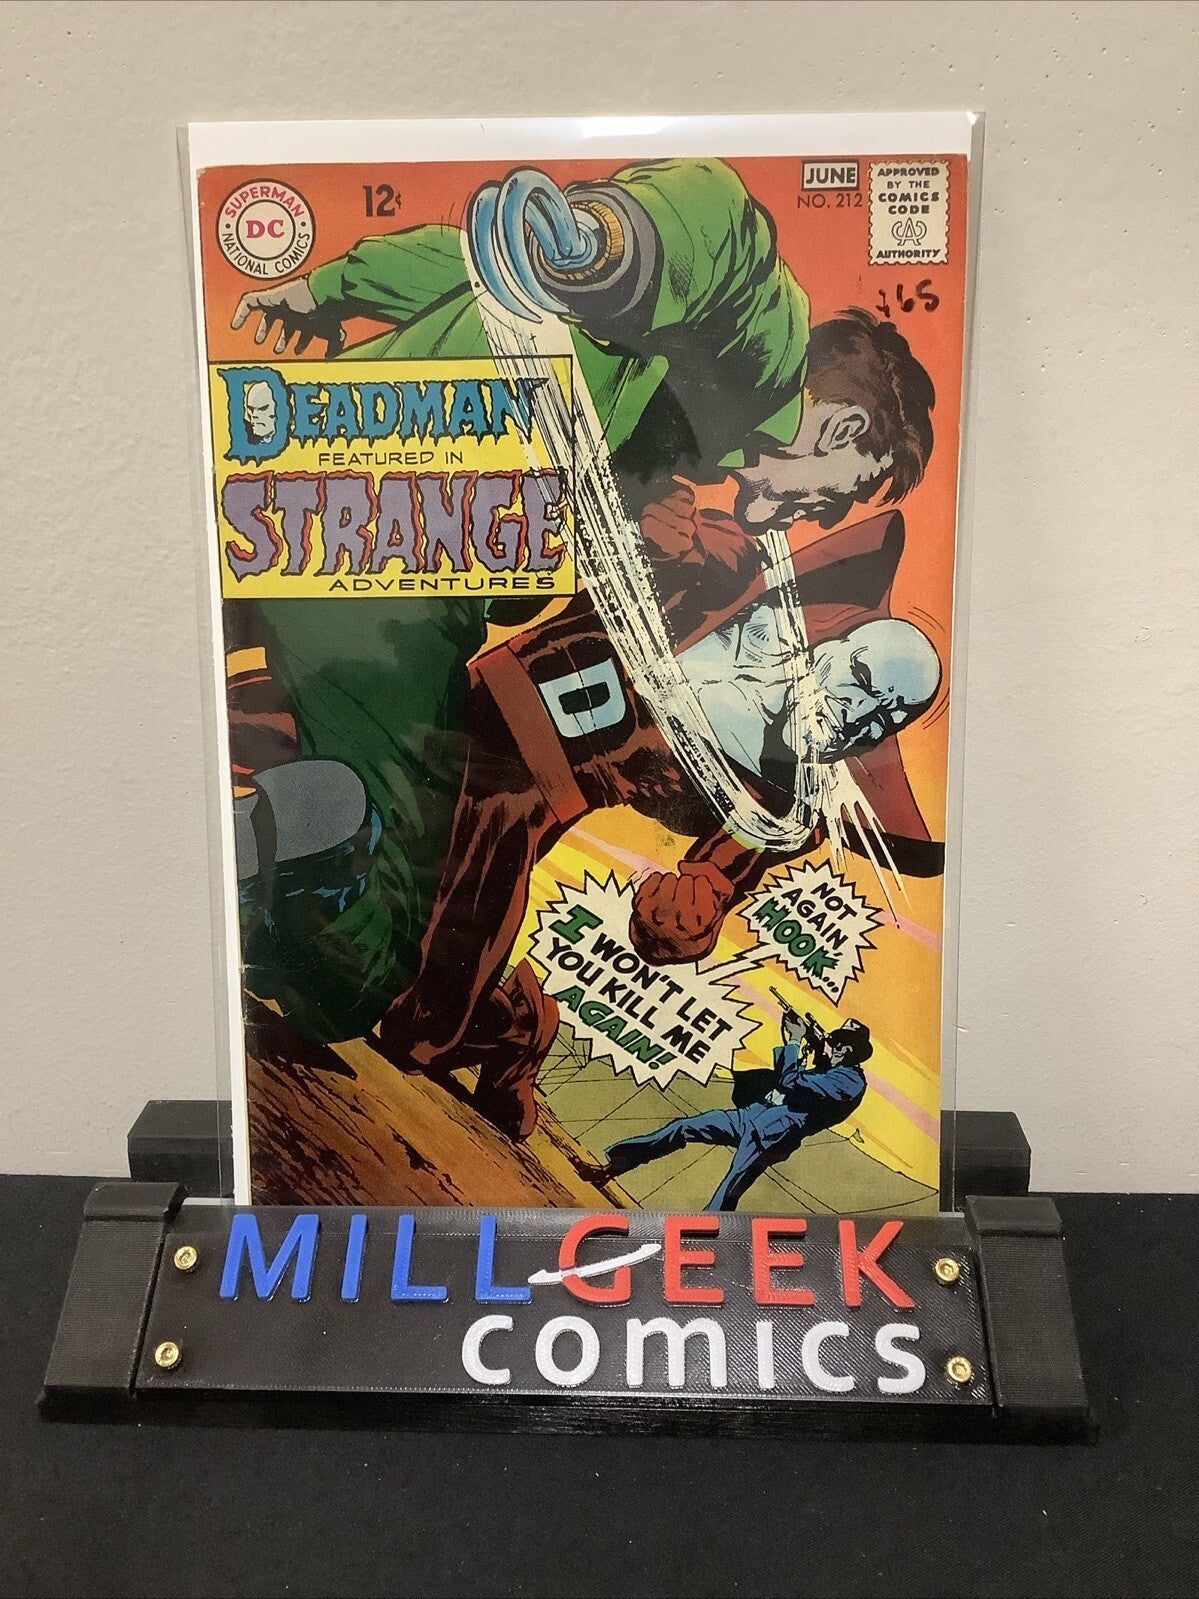 SUPERMAN
DC
NATIONAL COMICS
12¢
JUNE
NO. 212
APPROVED
BY THE
COMICS
CODE
CA
AUTHORITY
DEADMAN
FEATURED IN
STRANGE
ADVENTURES
D
NOT
AGAIN,
HOOK...
I WON'T LET
YOU KILL ME
AGAIN!
MILLGEEK
COMICS